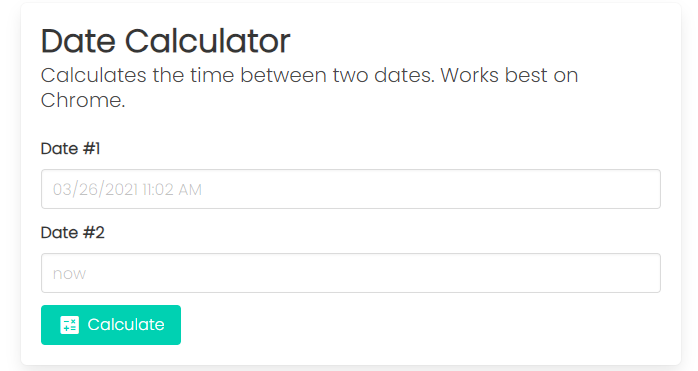 Date Calculator
Calculates the time between two dates. Works best on
Chrome.
Date #1
03/26/2021 11:02 AM
Date #2
now
Calculate